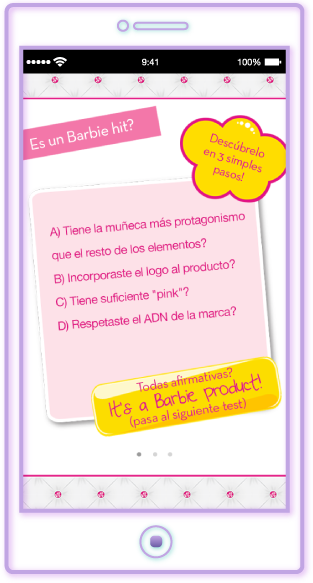 9:41
100%
Es un Barbie hit?
Descúbrelo
en 3 simples
pasos!
A) Tiene la muñeca más protagonismo
que el resto de los elementos?
B) Incorporaste el logo al producto?
C) Tiene suficiente "pink"?
D) Respetaste el ADN de la marca?
Todas afirmativas?
It's a Barbie product!
(pasa al siguiente test)